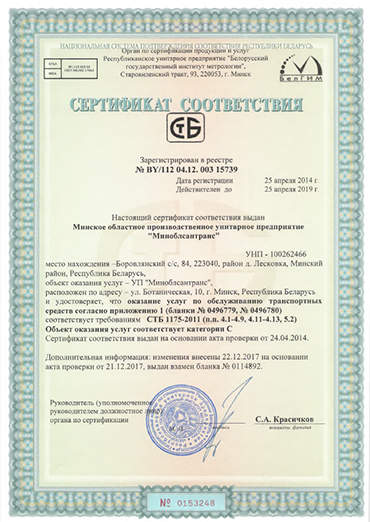 НАЦИОНАЛЬНАЯ СИСТЕМА ПОДТВЕРЖДЕНИЯ СООТВЕТСТВИЯ РЕСПУБЛИКИ БЕЛАРУСЬ
Орган по сертификации продукции и услуг
Республиканское унитарное предприятие "Белорусский
государственный институт метрологии",
Старовиленский тракт, 93, 220053, г. Минск
БелГИМ
СЕРТИФИКАТ СООТВЕТСТВИЯ
СТБ
Зарегистрирован в реестре
№ BY/112 04.12. 003 15739
Дата регистрации 25 апреля 2014 г.
Действителен до 25 апреля 2019 г.
Настоящий сертификат соответствия выдан
Минское областное производственное унитарное предприятие
"Миноблсантранс"
УНП - 100262466
место нахождения –Боровлянский с/с, 84, 223040, район д. Лесковка, Минский
район, Республика Беларусь,
объект оказания услуг – УП "Миноблсантранс",
расположен по адресу – ул. Ботаническая, 10, г. Минск, Республика Беларусь
и удостоверяет, что оказание услуг по обслуживанию транспортных
средств согласно приложению 1 (бланки № 0496779, № 0496780)
соответствует требованиям СТБ 1175-2011 (п.п. 4.1-4.9, 4.11-4.13, 5.2)
Объект оказания услуг соответствует категории С
Сертификат соответствия выдан на основании акта проверки от 24.04.2014.
Дополнительная информация: изменения внесены 22.12.2017 на основании
акта проверки от 21.12.2017, выдан взамен бланка № 0114892.
Руководитель (уполномоченное
руководителем должностное лицо)
органа по сертификации
С.А. Красичков
М.П.
подпись
инициалы, фамилия
№ 0153248